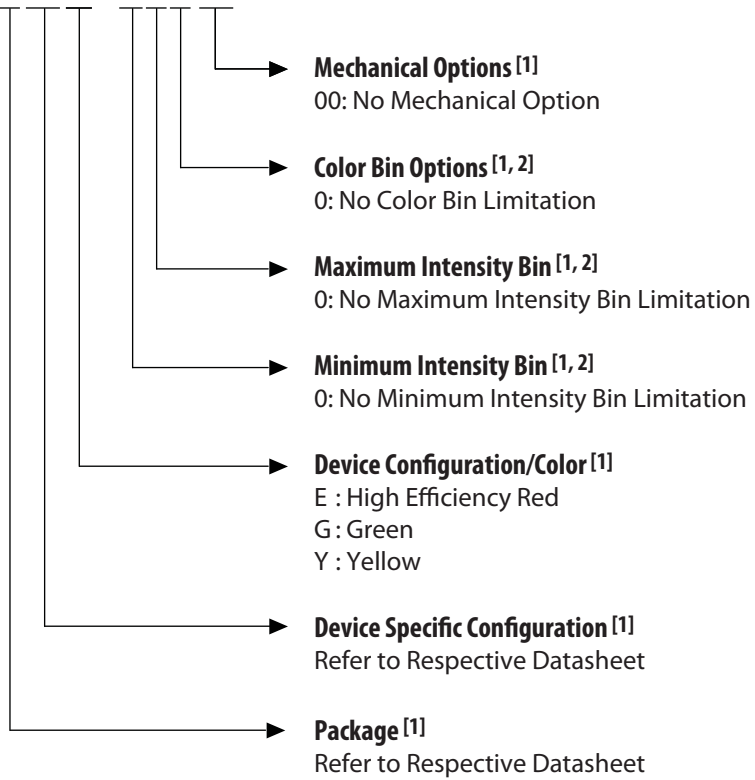 Mechanical Options [1]
00: No Mechanical Option
Color Bin Options [1, 2]
0: No Color Bin Limitation
Maximum Intensity Bin [1, 2]
0: No Maximum Intensity Bin Limitation
Minimum Intensity Bin [1, 2]
0: No Minimum Intensity Bin Limitation
Device Configuration/Color [1]
E : High Efficiency Red
G : Green
Y : Yellow
Device Specific Configuration [1]
Refer to Respective Datasheet
Package [1]
Refer to Respective Datasheet